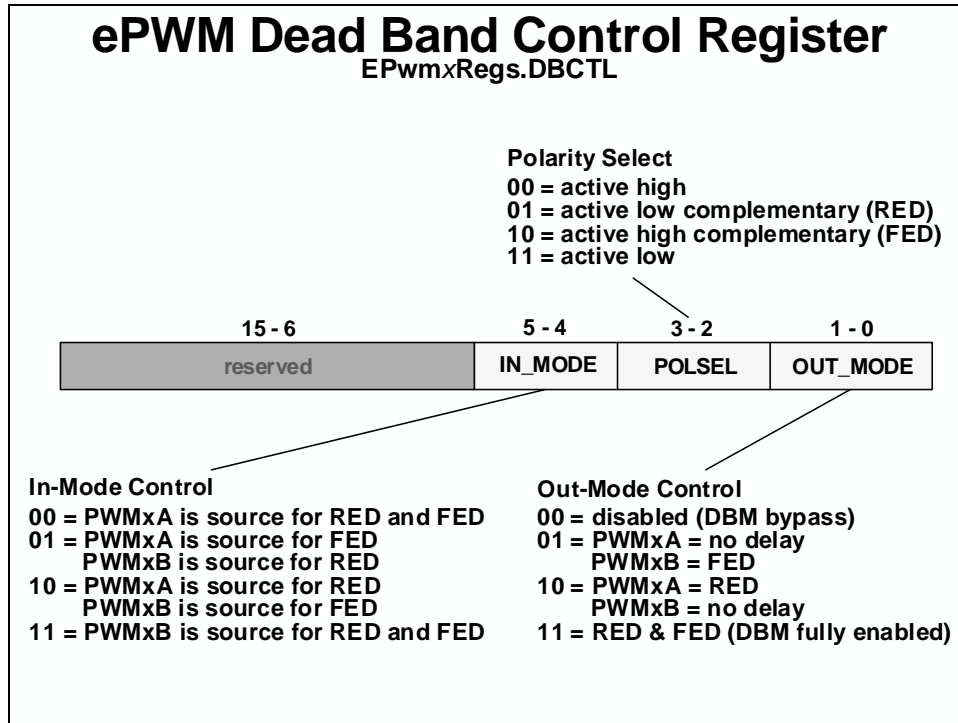 ePWM Dead Band Control Register
EPwmxRegs.DBCTL
Polarity Select
00 = active high
01 = active low complementary (RED)
10 = active high complementary (FED)
11 = active low
15 - 6 5 - 4 3 - 2 1 - 0
reserved IN_MODE POLSEL OUT_MODE
In-Mode Control
00 = PWMxA is source for RED and FED
01 = PWMxA is source for FED
PWMxB is source for RED
10 = PWMxA is source for RED
PWMxB is source for FED
11 = PWMxB is source for RED and FED
Out-Mode Control
00 = disabled (DBM bypass)
01 = PWMxA = no delay
PWMxB = FED
10 = PWMxA = RED
PWMxB = no delay
11 = RED & FED (DBM fully enabled)